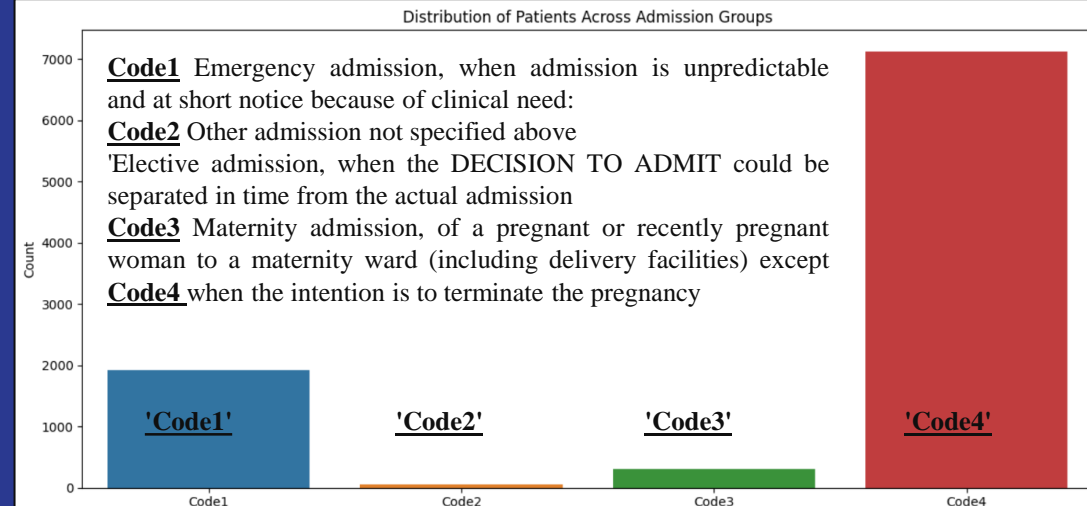 Distribution of Patients Across Admission Groups
7000
6000
5000
4000
3000
2000
1000
0
Count
Code1 Emergency admission, when admission is unpredictable
and at short notice because of clinical need:
Code2 Other admission not specified above
'Elective admission, when the DECISION TO ADMIT could be
separated in time from the actual admission
Code3 Maternity admission, of a pregnant or recently pregnant
woman to a maternity ward (including delivery facilities) except
Code4 when the intention is to terminate the pregnancy
'Code1' 'Code2' 'Code3' 'Code4'
Code1 Code2 Code3 Code4